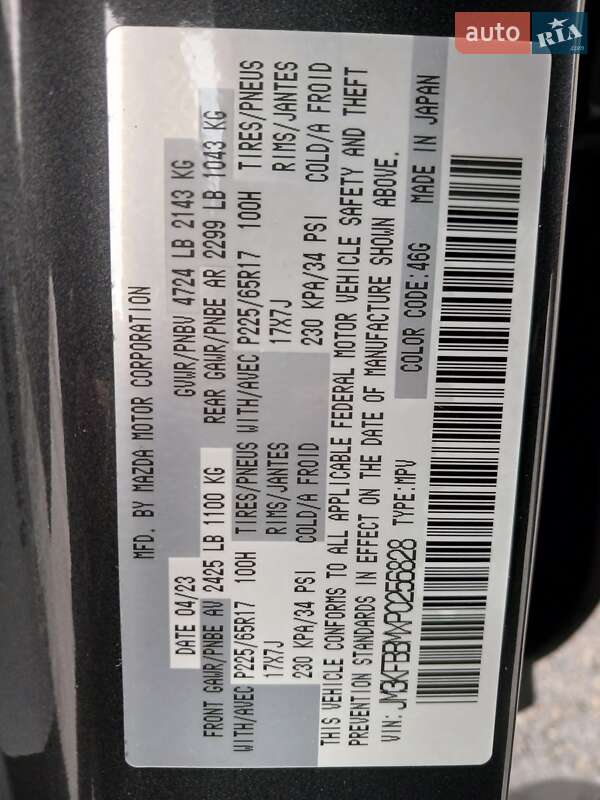 auto RIA.com
MFD. BY MAZDA MOTOR CORPORATION
DATE 04/23 GVWR/PNBV 4724 LB 2143 KG
FRONT GAWR/PNBE AV 2425 LB 1100 KG REAR GAWR/PNBE AR 2299 LB 1043 KG
WITH/AVEC P225/65R17 100H TIRES/PNEUS WITH/AVEC P225/65R17 100H TIRES/PNEUS
17X7J RIMS/JANTES 17X7J RIMS/JANTES
230 KPA/34 PSI COLD/A FROID 230 KPA/34 PSI COLD/A FROID
THIS VEHICLE CONFORMS TO ALL APPLICABLE FEDERAL MOTOR VEHICLE SAFETY AND THEFT
PREVENTION STANDARDS IN EFFECT ON THE DATE OF MANUFACTURE SHOWN ABOVE.
VIN: JM3KFBBMXP0256828 TYPE:MPV COLOR CODE:46G MADE IN JAPAN